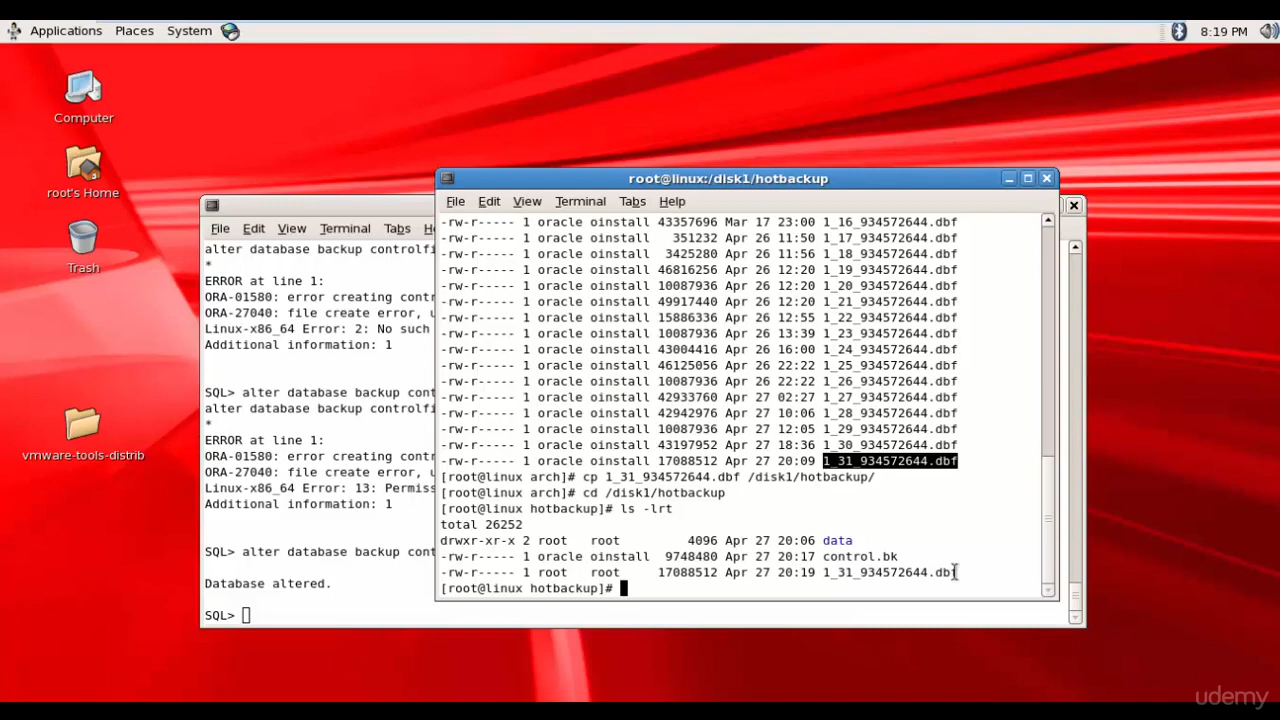 Applications Places System 8:19 PM
Computer
root's Home
Trash
vmware-tools-distrib
File Edit View Terminal Tabs
alter database backup controlfi
*
ERROR at line 1:
ORA-01580: error creating contr
ORA-27040: file create error, u
Linux-x86_64 Error: 2: No such
Additional information: 1
SQL> alter database backup cont
alter database backup controlfi
*
ERROR at line 1:
ORA-01580: error creating contr
ORA-27040: file create error, u
Linux-x86_64 Error: 13: Permiss
Additional information: 1
SQL> alter database backup cont
Database altered.
SQL>
root@linux:/disk1/hotbackup
File Edit View Terminal Tabs Help
-rw-r----- 1 oracle oinstall 43357696 Mar 17 23:00 1_16_934572644.dbf
-rw-r----- 1 oracle oinstall 351232 Apr 26 11:50 1_17_934572644.dbf
-rw-r----- 1 oracle oinstall 3425280 Apr 26 11:56 1_18_934572644.dbf
-rw-r----- 1 oracle oinstall 46816256 Apr 26 12:20 1_19_934572644.dbf
-rw-r----- 1 oracle oinstall 10087936 Apr 26 12:20 1_20_934572644.dbf
-rw-r----- 1 oracle oinstall 49917440 Apr 26 12:20 1_21_934572644.dbf
-rw-r----- 1 oracle oinstall 15886336 Apr 26 12:55 1_22_934572644.dbf
-rw-r----- 1 oracle oinstall 10087936 Apr 26 13:39 1_23_934572644.dbf
-rw-r----- 1 oracle oinstall 43004416 Apr 26 16:00 1_24_934572644.dbf
-rw-r----- 1 oracle oinstall 46125056 Apr 26 22:22 1_25_934572644.dbf
-rw-r----- 1 oracle oinstall 10087936 Apr 26 22:22 1_26_934572644.dbf
-rw-r----- 1 oracle oinstall 42933760 Apr 27 02:27 1_27_934572644.dbf
-rw-r----- 1 oracle oinstall 42942976 Apr 27 10:06 1_28_934572644.dbf
-rw-r----- 1 oracle oinstall 10087936 Apr 27 12:05 1_29_934572644.dbf
-rw-r----- 1 oracle oinstall 43197952 Apr 27 18:36 1_30_934572644.dbf
-rw-r----- 1 oracle oinstall 17088512 Apr 27 20:09 1_31_934572644.dbf
[root@linux arch]# cp 1_31_934572644.dbf /disk1/hotbackup/
[root@linux arch]# cd /disk1/hotbackup
[root@linux hotbackup]# ls -lrt
total 26252
drwxr-xr-x 2 root root 4096 Apr 27 20:06 data
-rw-r----- 1 oracle oinstall 9748480 Apr 27 20:17 control.bk
-rw-r----- 1 root root 17088512 Apr 27 20:19 1_31_934572644.dbf
[root@linux hotbackup]#
udemy